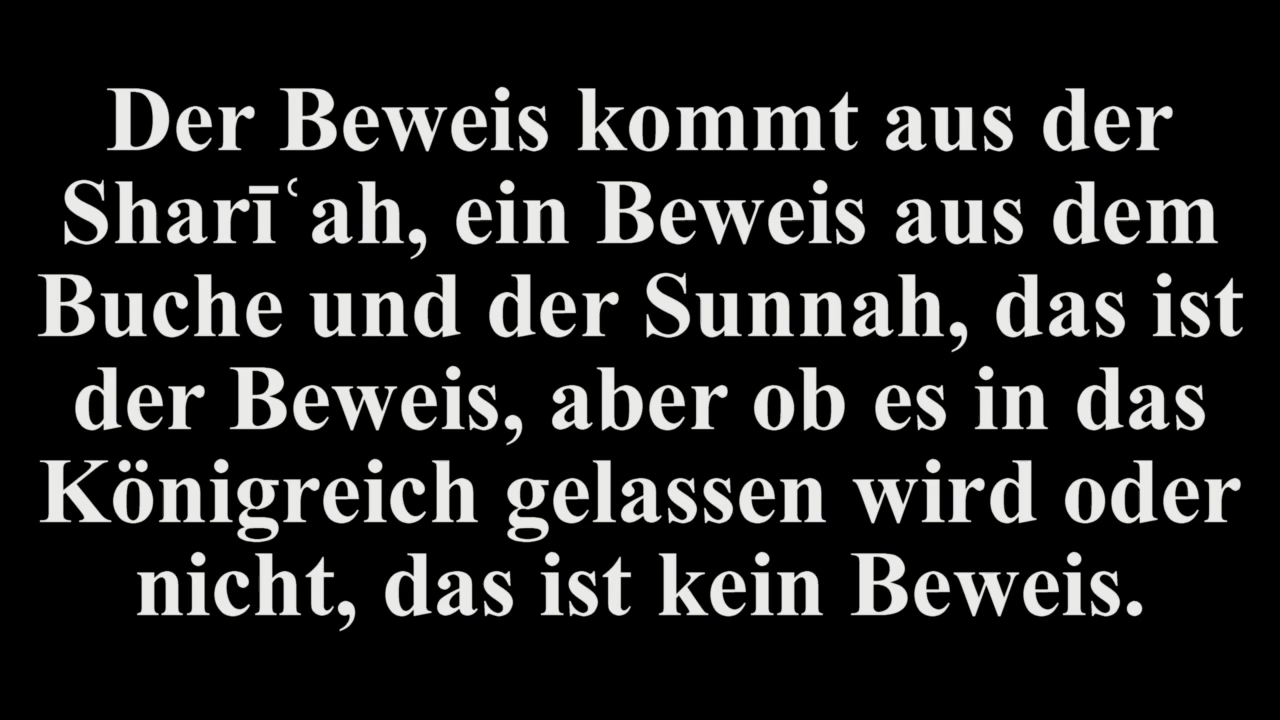 Der Beweis kommt aus der
Sharīʿah, ein Beweis aus dem
Buche und der Sunnah, das ist
der Beweis, aber ob es in das
Königreich gelassen wird oder
nicht, das ist kein Beweis.